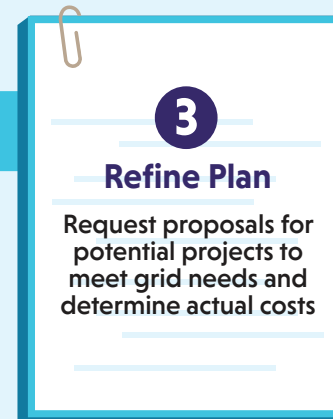 3
Refine Plan
Request proposals for
potential projects to
meet grid needs and
determine actual costs